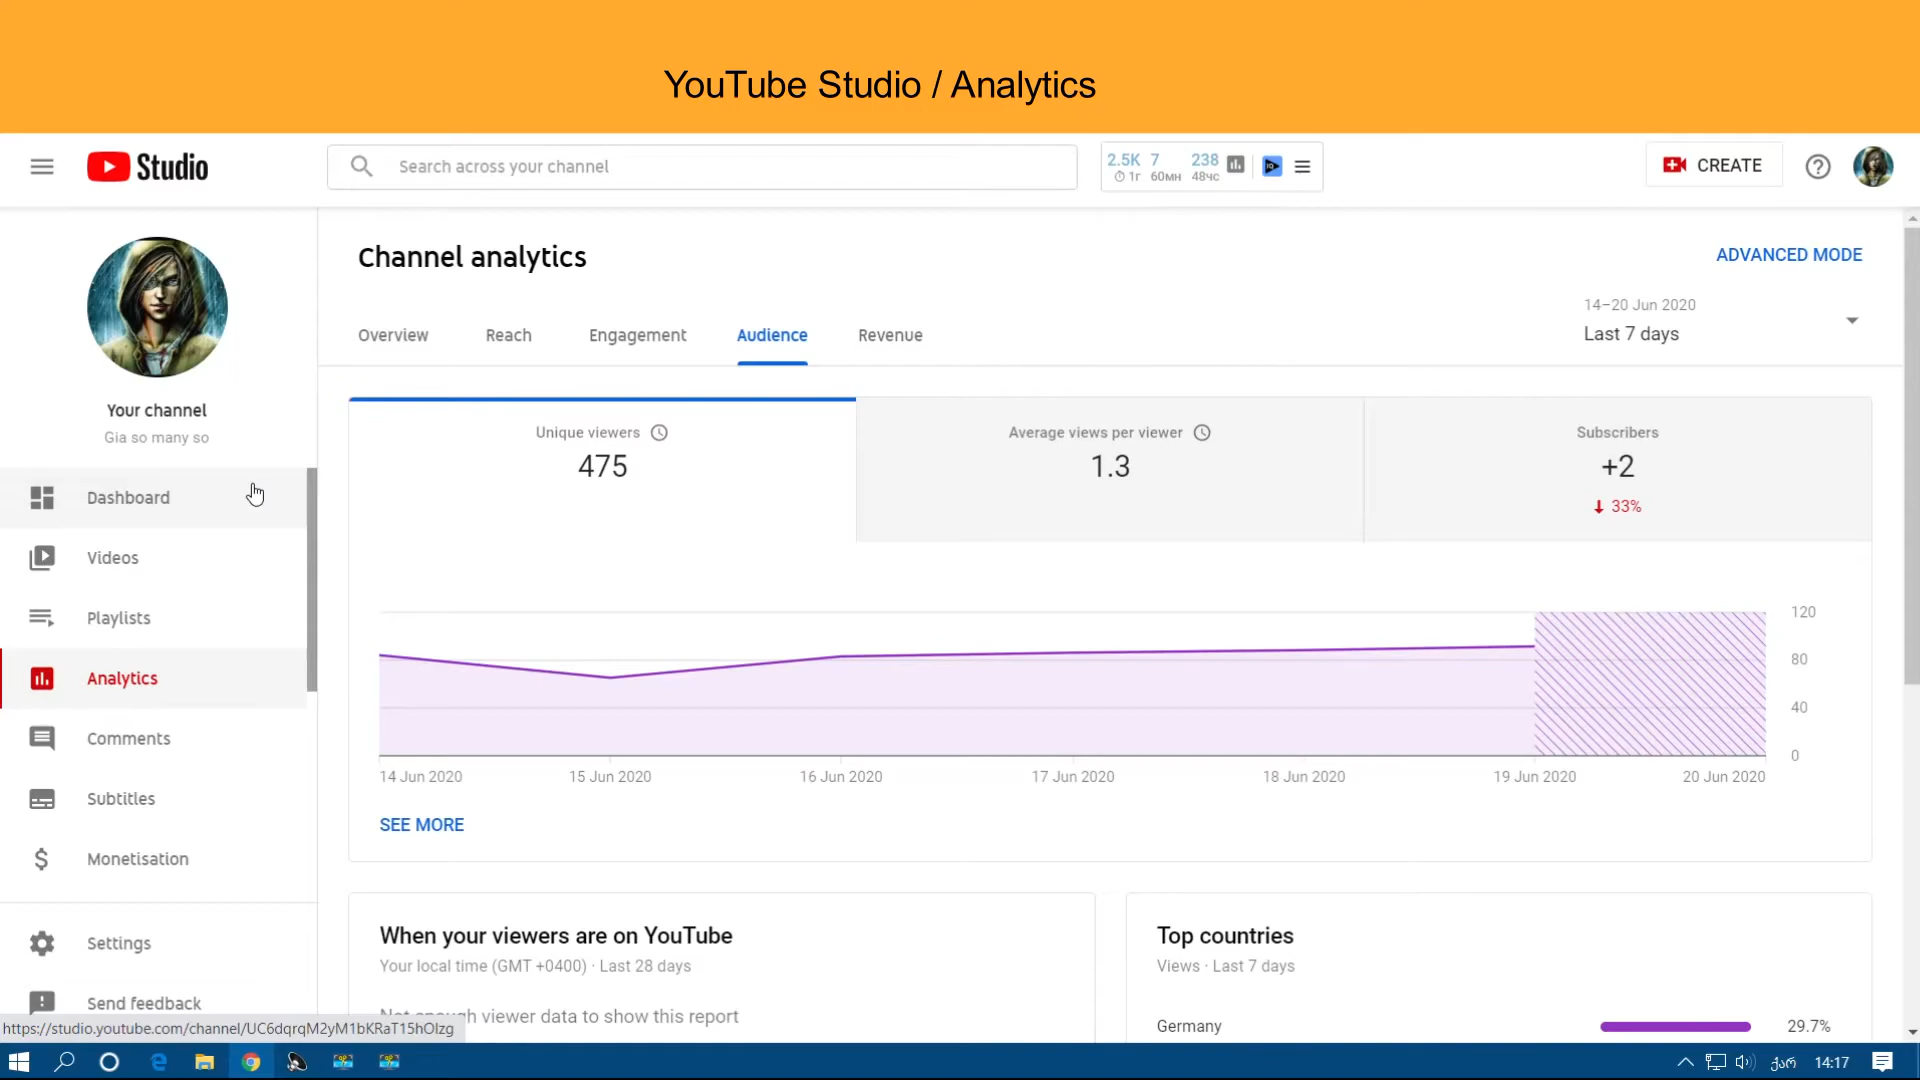 YouTube Studio / Analytics
Studio
Search across your channel
2.5K 7 238
1г 60мн 48чс
CREATE
Your channel
Gia so many so
Dashboard
Videos
Playlists
Analytics
Comments
Subtitles
Monetisation
Settings
Send feedback
https://studio.youtube.com/channel/UC6dqrqM2yM1bKRaT15hOIzg
Channel analytics
ADVANCED MODE
Overview Reach Engagement Audience Revenue
14–20 Jun 2020
Last 7 days
Unique viewers
475
Average views per viewer
1.3
Subscribers
+2
33%
120
80
40
0
14 Jun 2020 15 Jun 2020 16 Jun 2020 17 Jun 2020 18 Jun 2020 19 Jun 2020 20 Jun 2020
SEE MORE
When your viewers are on YouTube
Your local time (GMT +0400) · Last 28 days
Not enough viewer data to show this report
Top countries
Views · Last 7 days
Germany 29.7%
ქარ 14:17